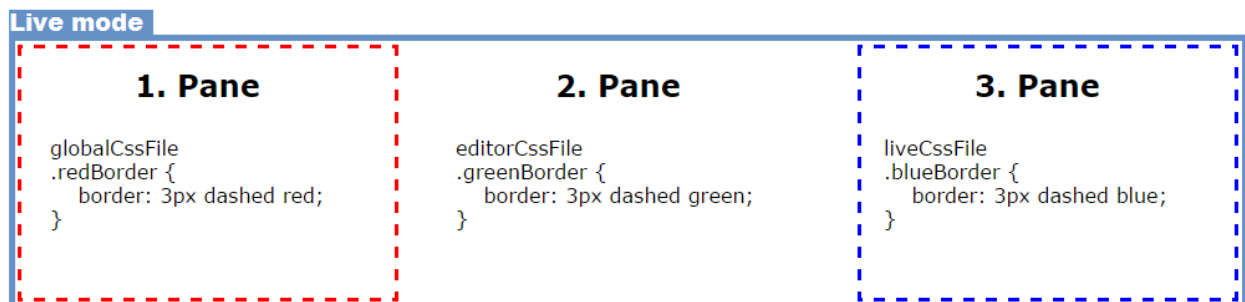 Live mode
1. Pane
globalCssFile
.redBorder {
border: 3px dashed red;
}
2. Pane
editorCssFile
.greenBorder {
border: 3px dashed green;
}
3. Pane
liveCssFile
.blueBorder {
border: 3px dashed blue;
}